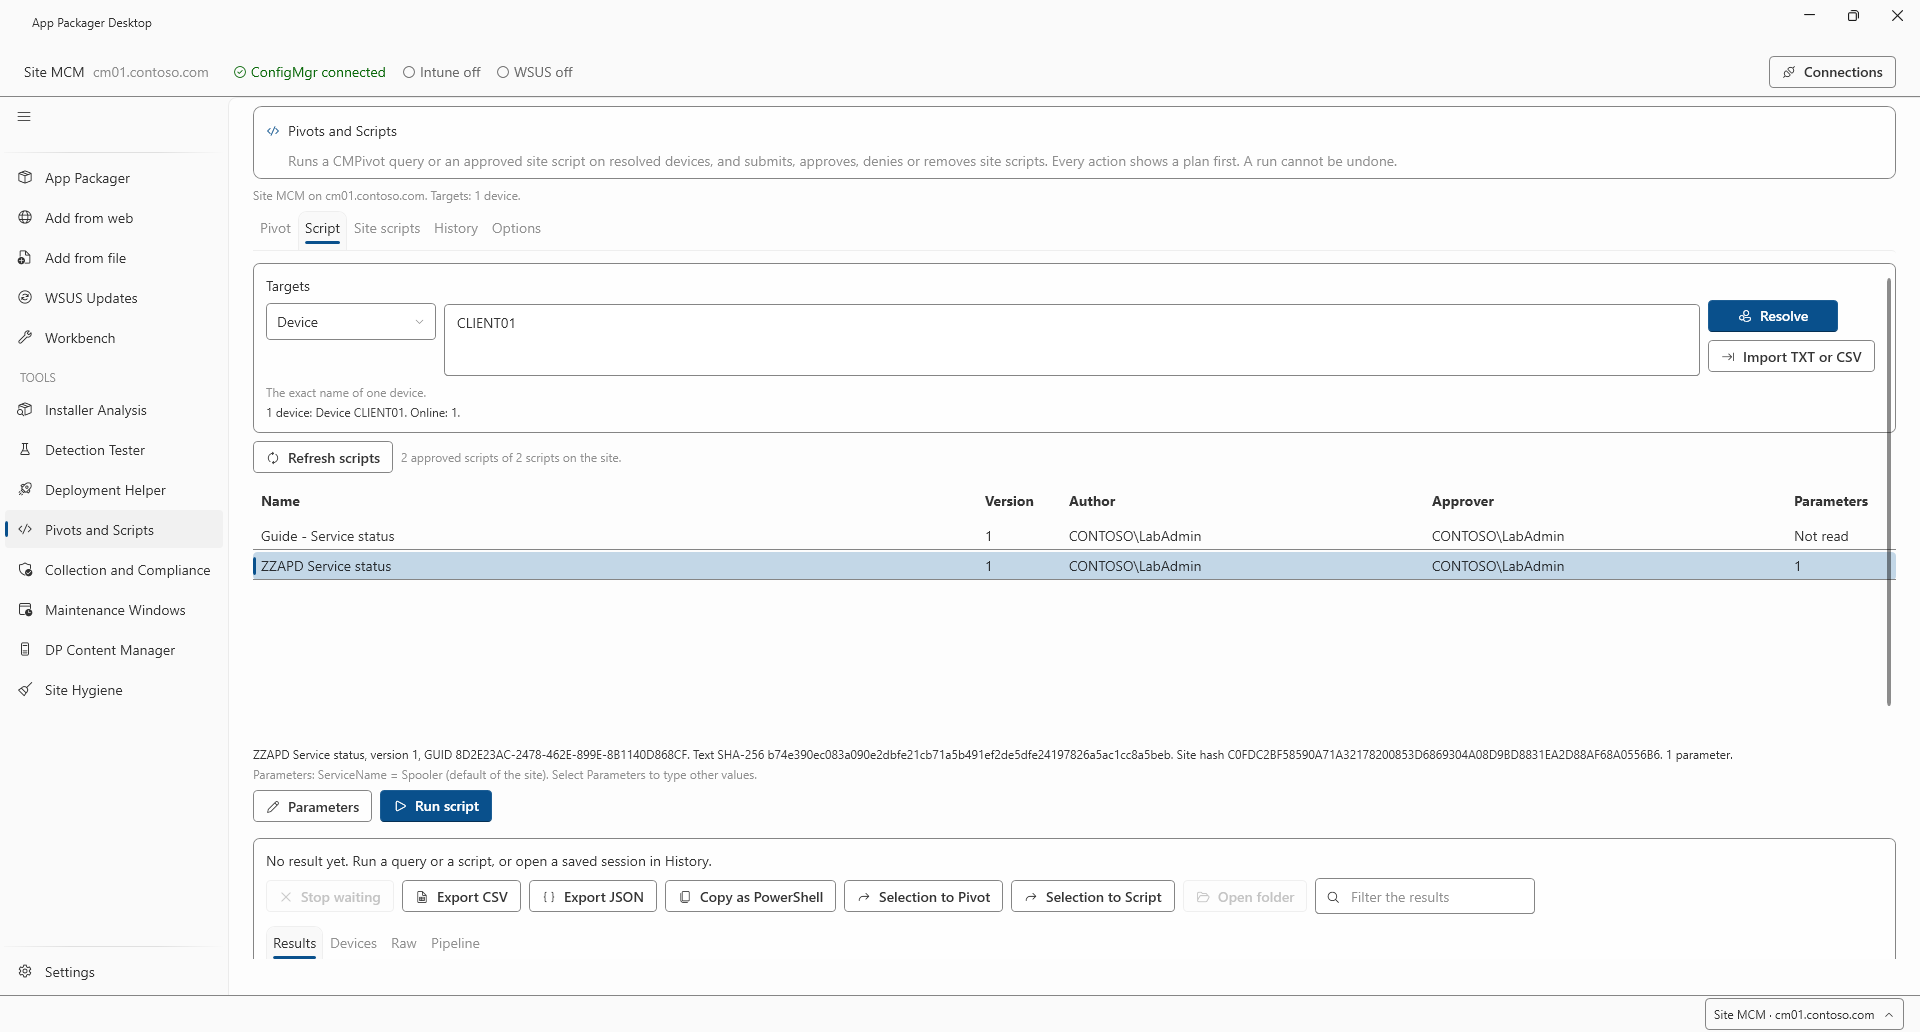 App Packager Desktop
Site MCM cm01.contoso.com ConfigMgr connected Intune off WSUS off Connections
Pivots and Scripts
Runs a CMPivot query or an approved site script on resolved devices, and submits, approves, denies or removes site scripts. Every action shows a plan first. A run cannot be undone.
Site MCM on cm01.contoso.com. Targets: 1 device.
Pivot Script Site scripts History Options
App Packager
Add from web
Add from file
WSUS Updates
Workbench
TOOLS
Installer Analysis
Detection Tester
Deployment Helper
Pivots and Scripts
Collection and Compliance
Maintenance Windows
DP Content Manager
Site Hygiene
Settings
Targets
Device CLIENT01 Resolve
Import TXT or CSV
The exact name of one device.
1 device: Device CLIENT01. Online: 1.
Refresh scripts 2 approved scripts of 2 scripts on the site.
Name Version Author Approver Parameters
Guide - Service status 1 CONTOSO\LabAdmin CONTOSO\LabAdmin Not read
ZZAPD Service status 1 CONTOSO\LabAdmin CONTOSO\LabAdmin 1
ZZAPD Service status, version 1, GUID 8D2E23AC-2478-462E-899E-8B1140D868CF. Text SHA-256 b74e390ec083a090e2dbfe21cb71a5b491ef2de5dfe24197826a5ac1cc8a5beb. Site hash C0FDC2BF58590A71A32178200853D6869304A08D9BD8831EA2D88AF68A0556B6. 1 parameter.
Parameters: ServiceName = Spooler (default of the site). Select Parameters to type other values.
Parameters Run script
No result yet. Run a query or a script, or open a saved session in History.
Stop waiting Export CSV Export JSON Copy as PowerShell Selection to Pivot Selection to Script Open folder Filter the results
Results Devices Raw Pipeline
Site MCM · cm01.contoso.com